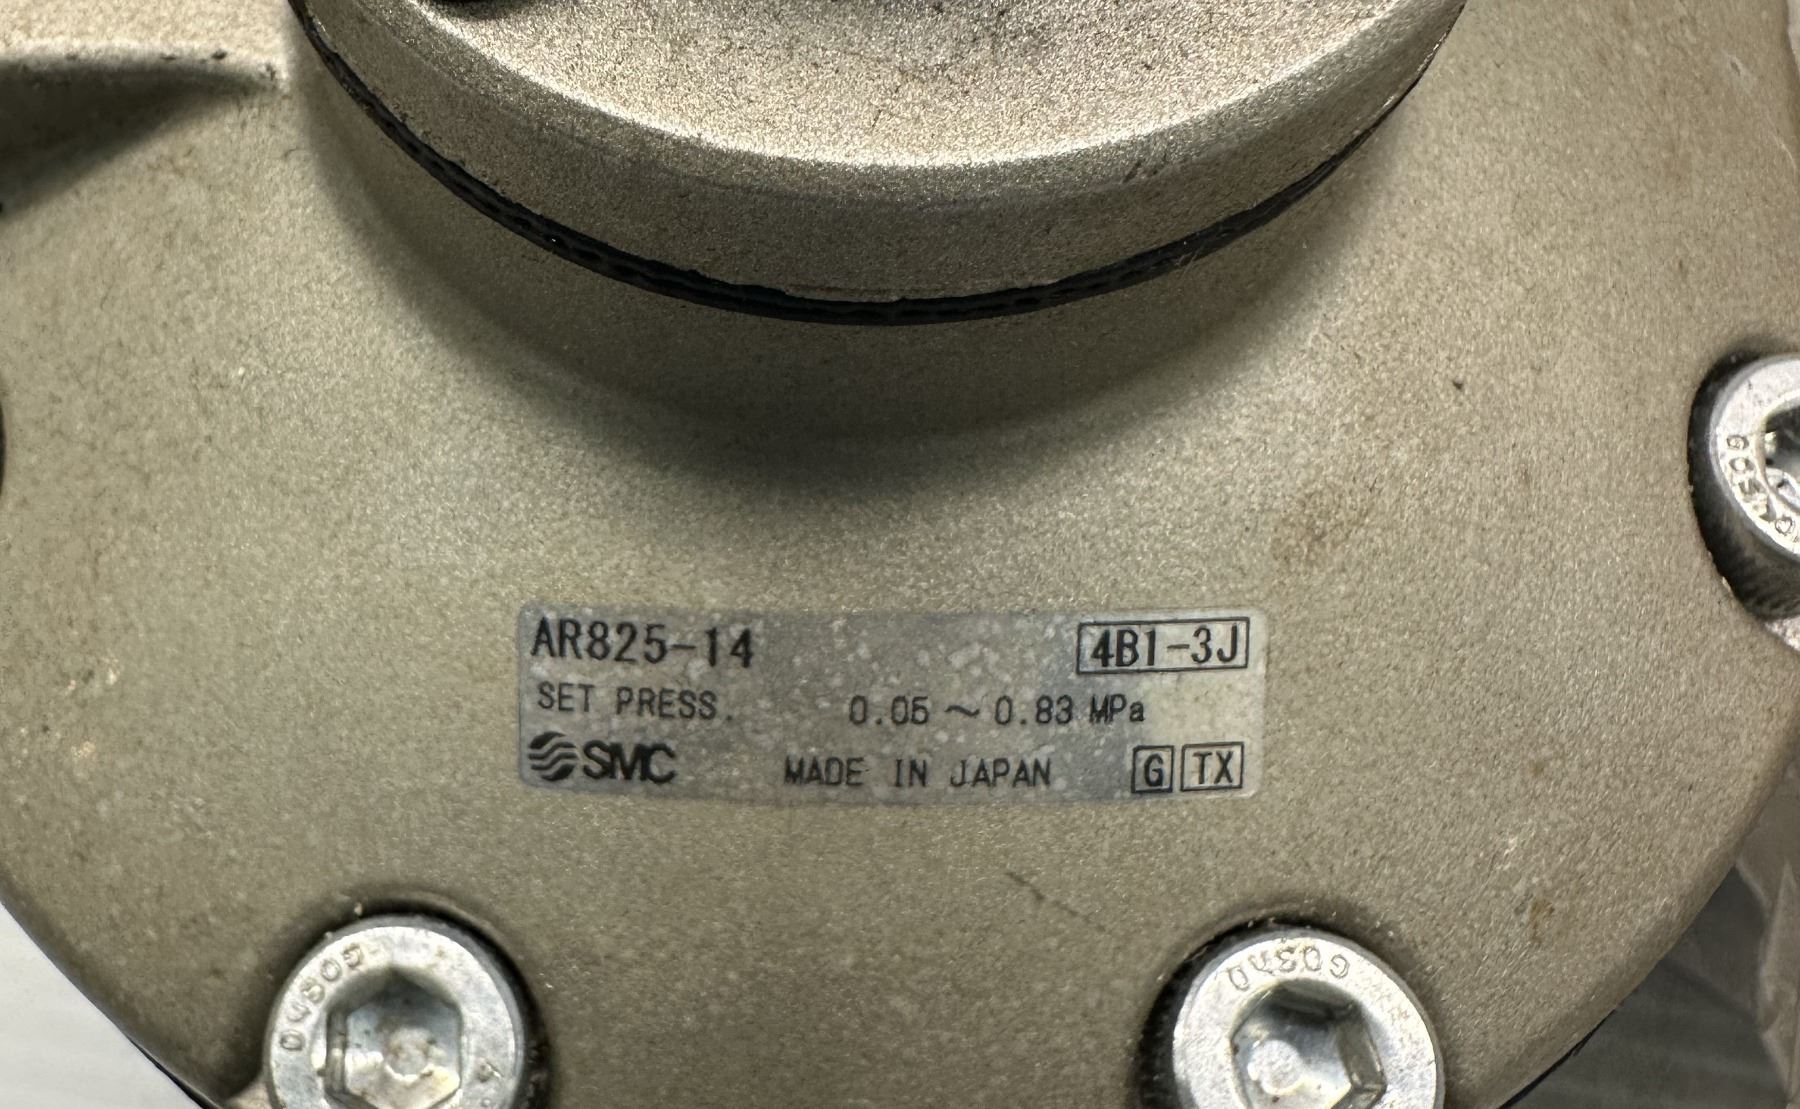 AR825-14 4B1-3J
SET PRESS. 0.05～0.83 MPa
SMC MADE IN JAPAN G TX